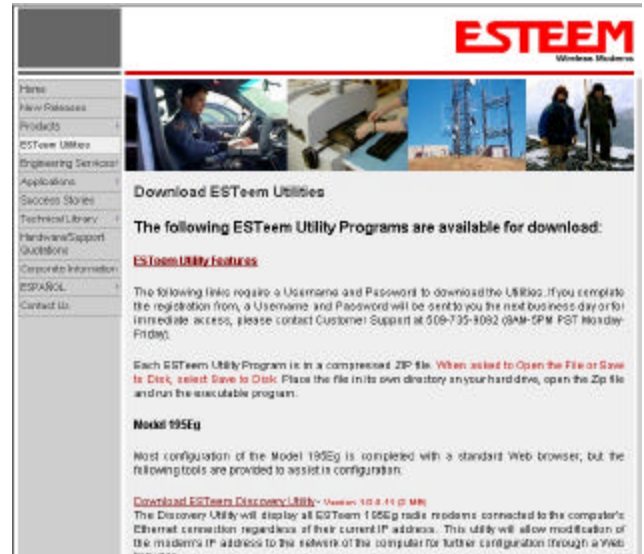 ESTEEM
Wireless Modems
Home
New Releases
Products
ESTeem Utilities
Engineering Services
Applications
Success Stories
Technical Library
Hardware/Support
Quotations
Corporate Information
ESPAÑOL
Contact Us
Download ESTeem Utilities
The following ESTeem Utility Programs are available for download:
ESTeem Utility Features
The following links require a Username and Password to download the Utilities. If you complete
the registration from, a Username and Password will be sent to you the next business day or for
immediate access, please contact Customer Support at 509-735-9092 (8AM-5PM PST Monday-
Friday).
Each ESTeem Utility Program is in a compressed ZIP file. When asked to Open the File or Save
to Disk, select Save to Disk. Place the file in its own directory on your hard drive, open the Zip file
and run the executable program.
Model 195Eg
Most configuration of the Model 195Eg is completed with a standard Web browser, but the
following tools are provided to assist in configuration:
Download ESTeem Discovery Utility - Version
The Discovery Utility will display all ESTeem 195Eg radio modems connected to the computer's
Ethernet connection regardless of their current IP address. This utility will allow modification of
the modem's IP address to the network of the computer for further configuration through a Web